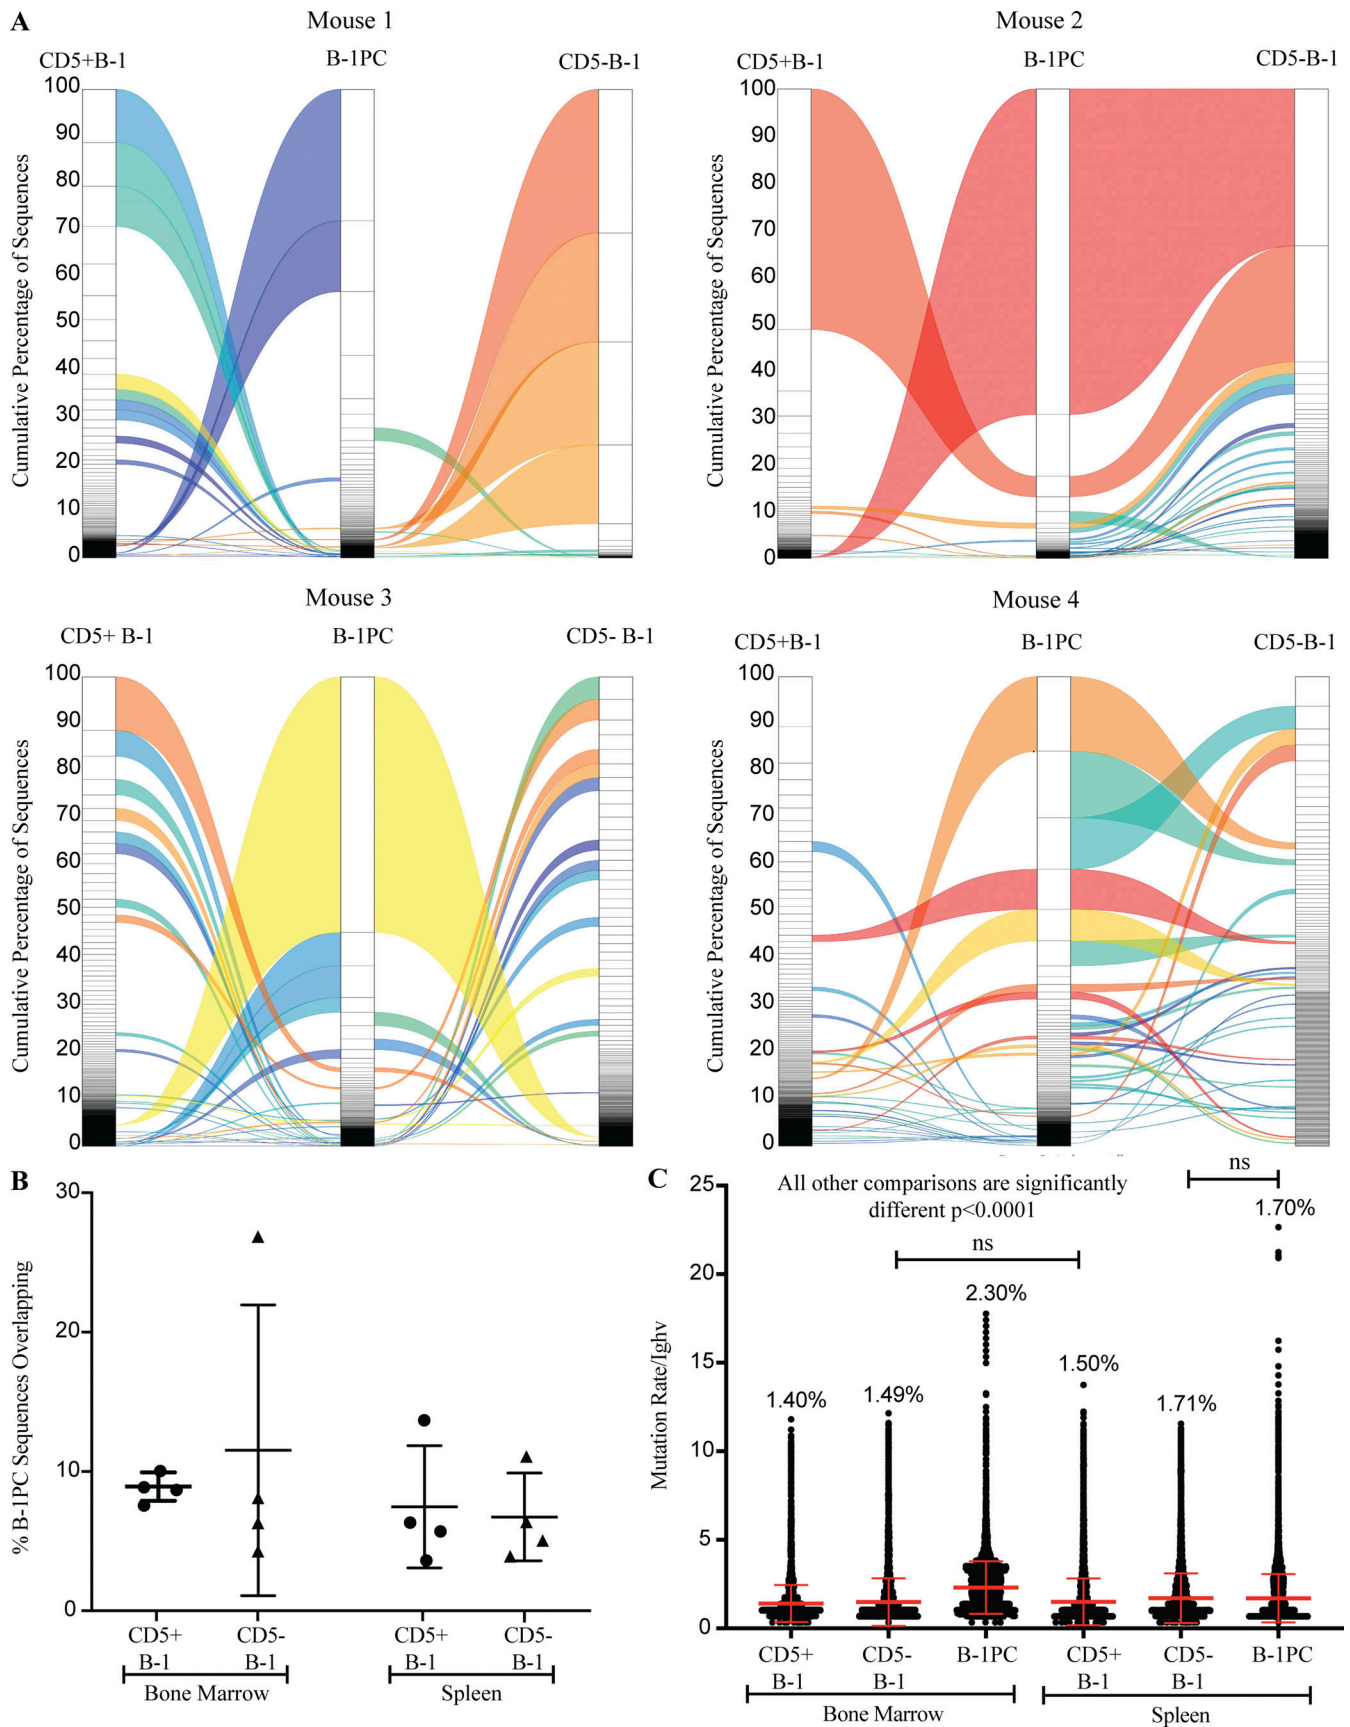 A
Mouse 1
CD5+B-1
B-1PC
CD5-B-1
Cumulative Percentage of Sequences
100
90
80
70
60
50
40
30
20
10
0
Mouse 2
CD5+B-1
B-1PC
CD5-B-1
Cumulative Percentage of Sequences
100
90
80
70
60
50
40
30
20
10
0
Mouse 3
CD5+ B-1
B-1PC
CD5- B-1
Cumulative Percentage of Sequences
100
90
80
70
60
50
40
30
20
10
0
Mouse 4
CD5+B-1
B-1PC
CD5-B-1
Cumulative Percentage of Sequences
100
90
80
70
60
50
40
30
20
10
0
B
% B-1PC Sequences Overlapping
30
20
10
0
CD5+
B-1
CD5-
B-1
CD5+
B-1
CD5-
B-1
Bone Marrow
Spleen
C
All other comparisons are significantly
different p<0.0001
ns
ns
Mutation Rate/Ighv
25
20
15
10
5
0
1.40%
1.49%
2.30%
1.50%
1.71%
1.70%
CD5+
B-1
CD5-
B-1
B-1PC
CD5+
B-1
CD5-
B-1
B-1PC
Bone Marrow
Spleen